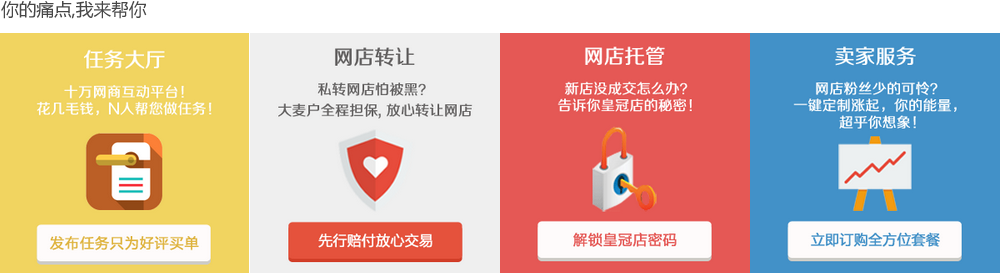 你的痛点,我来帮你
任务大厅
十万网商互动平台!
花几毛钱，N人帮您做任务!
发布任务只为好评买单
网店转让
私转网店怕被黑?
大麦户全程担保, 放心转让网店
先行赔付放心交易
网店托管
新店没成交怎么办?
告诉你皇冠店的秘密!
解锁皇冠店密码
卖家服务
网店粉丝少的可怜?
一键定制涨起，你的能量，
超乎你想象!
立即订购全方位套餐